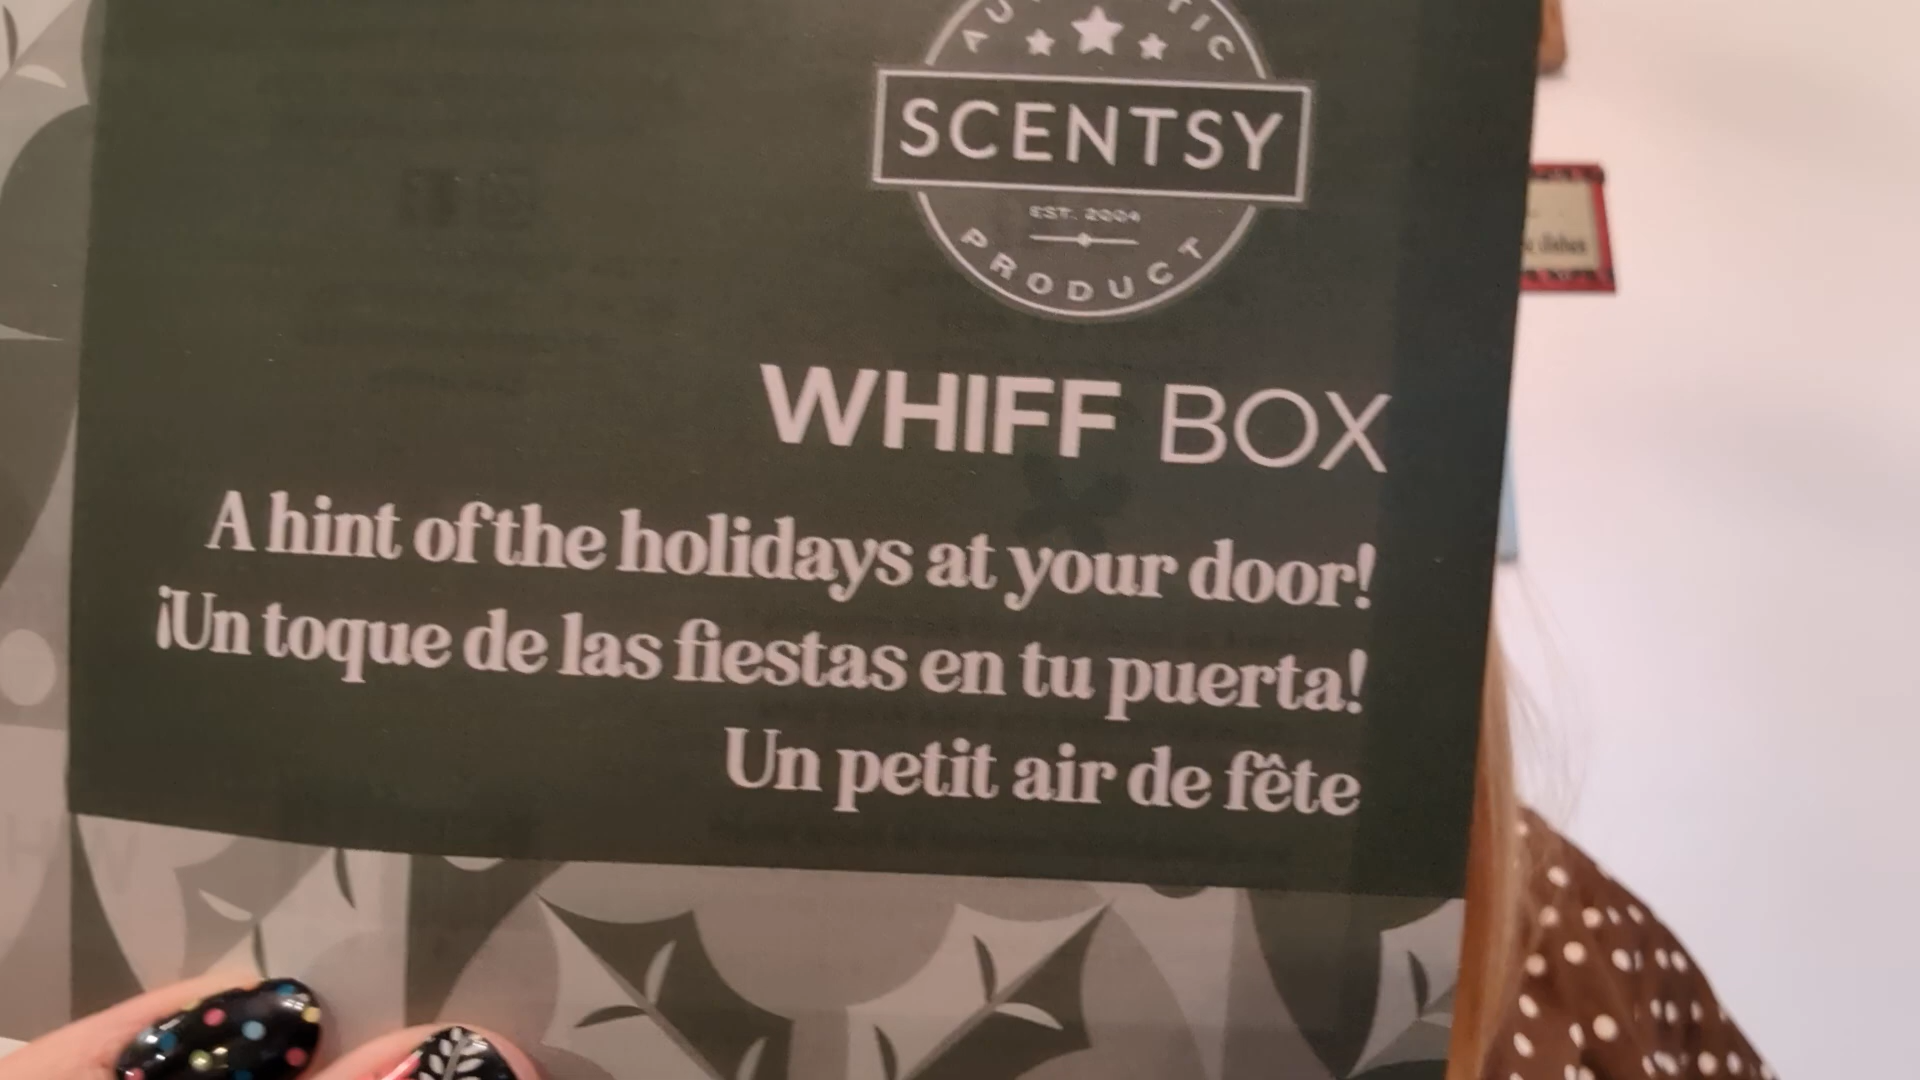 AUTHENTIC
SCENTSY
EST. 2004
PRODUCT
WHIFF BOX
A hint of the holidays at your door!
¡Un toque de las fiestas en tu puerta!
Un petit air de fête
dishes